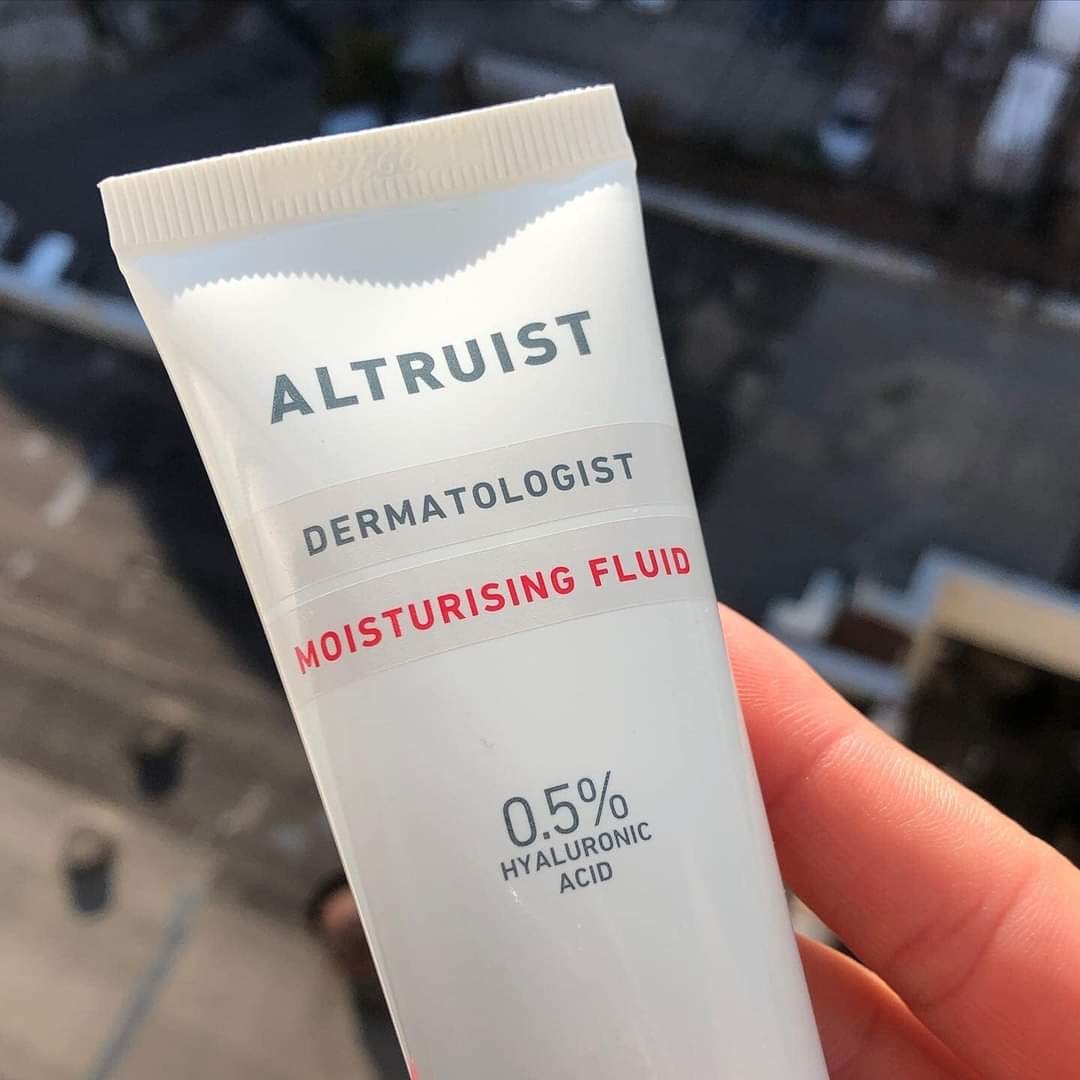 ALTRUIST
DERMATOLOGIST
MOISTURISING FLUID
0.5%
HYALURONIC
ACID